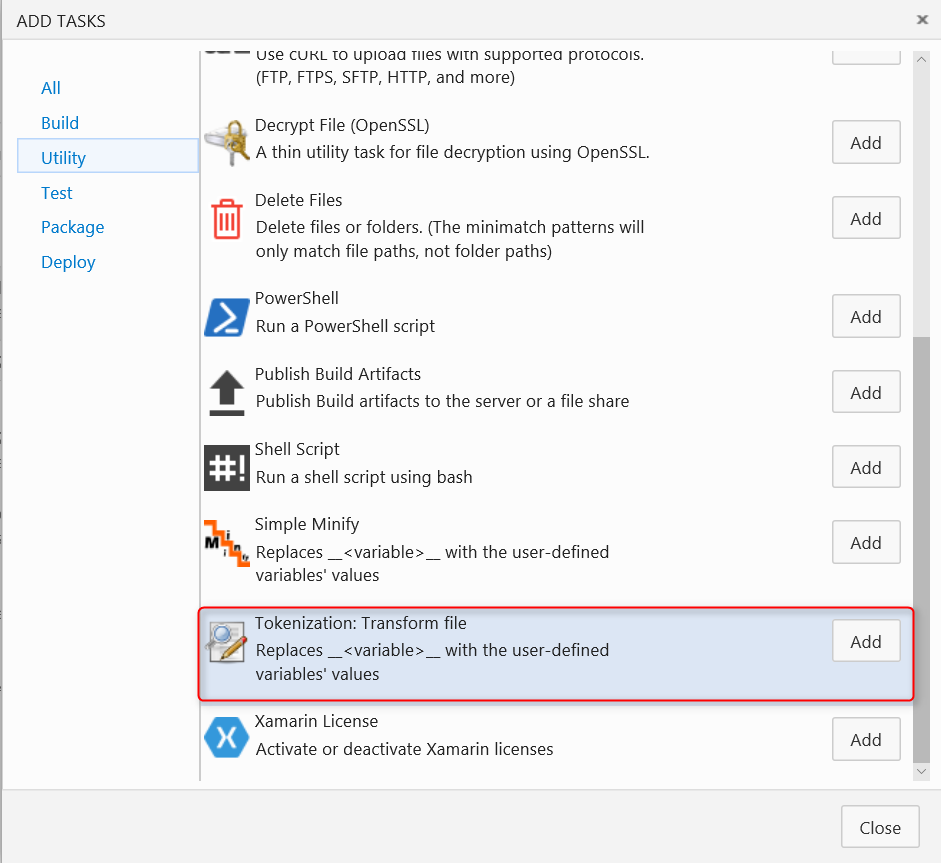 ADD TASKS
All
Build
Utility
Test
Package
Deploy
Use cURL to upload files with supported protocols.
(FTP, FTPS, SFTP, HTTP, and more)
Decrypt File (OpenSSL)
A thin utility task for file decryption using OpenSSL.
Add
Delete Files
Delete files or folders. (The minimatch patterns will
only match file paths, not folder paths)
Add
PowerShell
Run a PowerShell script
Add
Publish Build Artifacts
Publish Build artifacts to the server or a file share
Add
#!
Shell Script
Run a shell script using bash
Add
Simple Minify
Replaces __<variable>__ with the user-defined
variables' values
Add
Tokenization: Transform file
Replaces __<variable>__ with the user-defined
variables' values
Add
Xamarin License
Activate or deactivate Xamarin licenses
Add
Close